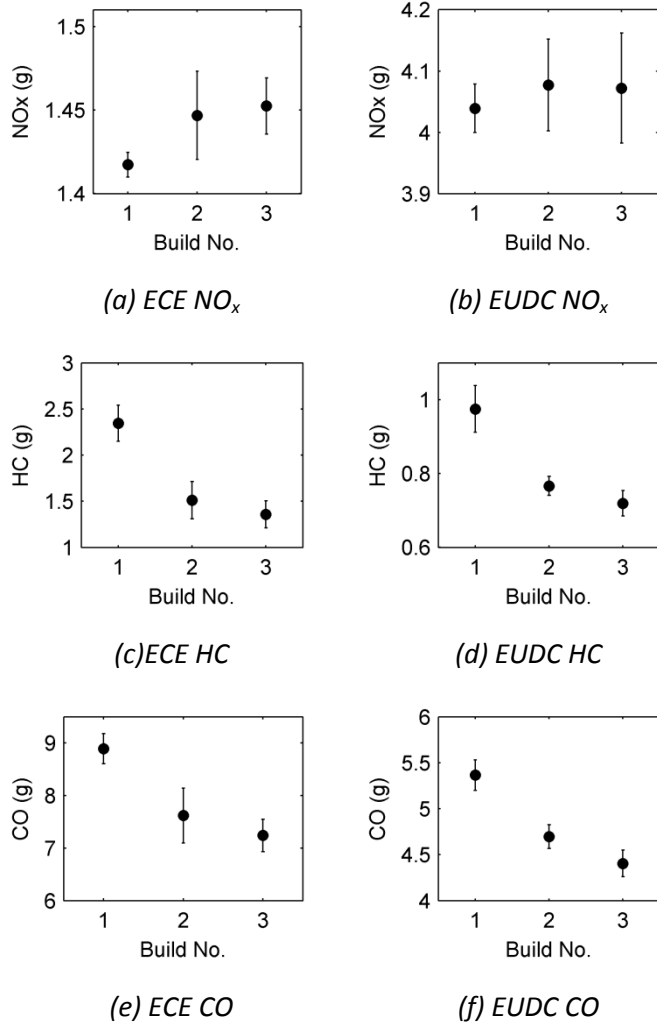 1.5
1.45
1.4
NOx (g)
1 2 3
Build No.
(a) ECE NOx
4.2
4.1
4
3.9
NOx (g)
1 2 3
Build No.
(b) EUDC NOx
3
2.5
2
1.5
1
HC (g)
1 2 3
Build No.
(c)ECE HC
1
0.8
0.6
HC (g)
1 2 3
Build No.
(d) EUDC HC
9
8
7
6
CO (g)
1 2 3
Build No.
(e) ECE CO
6
5.5
5
4.5
4
CO (g)
1 2 3
Build No.
(f) EUDC CO